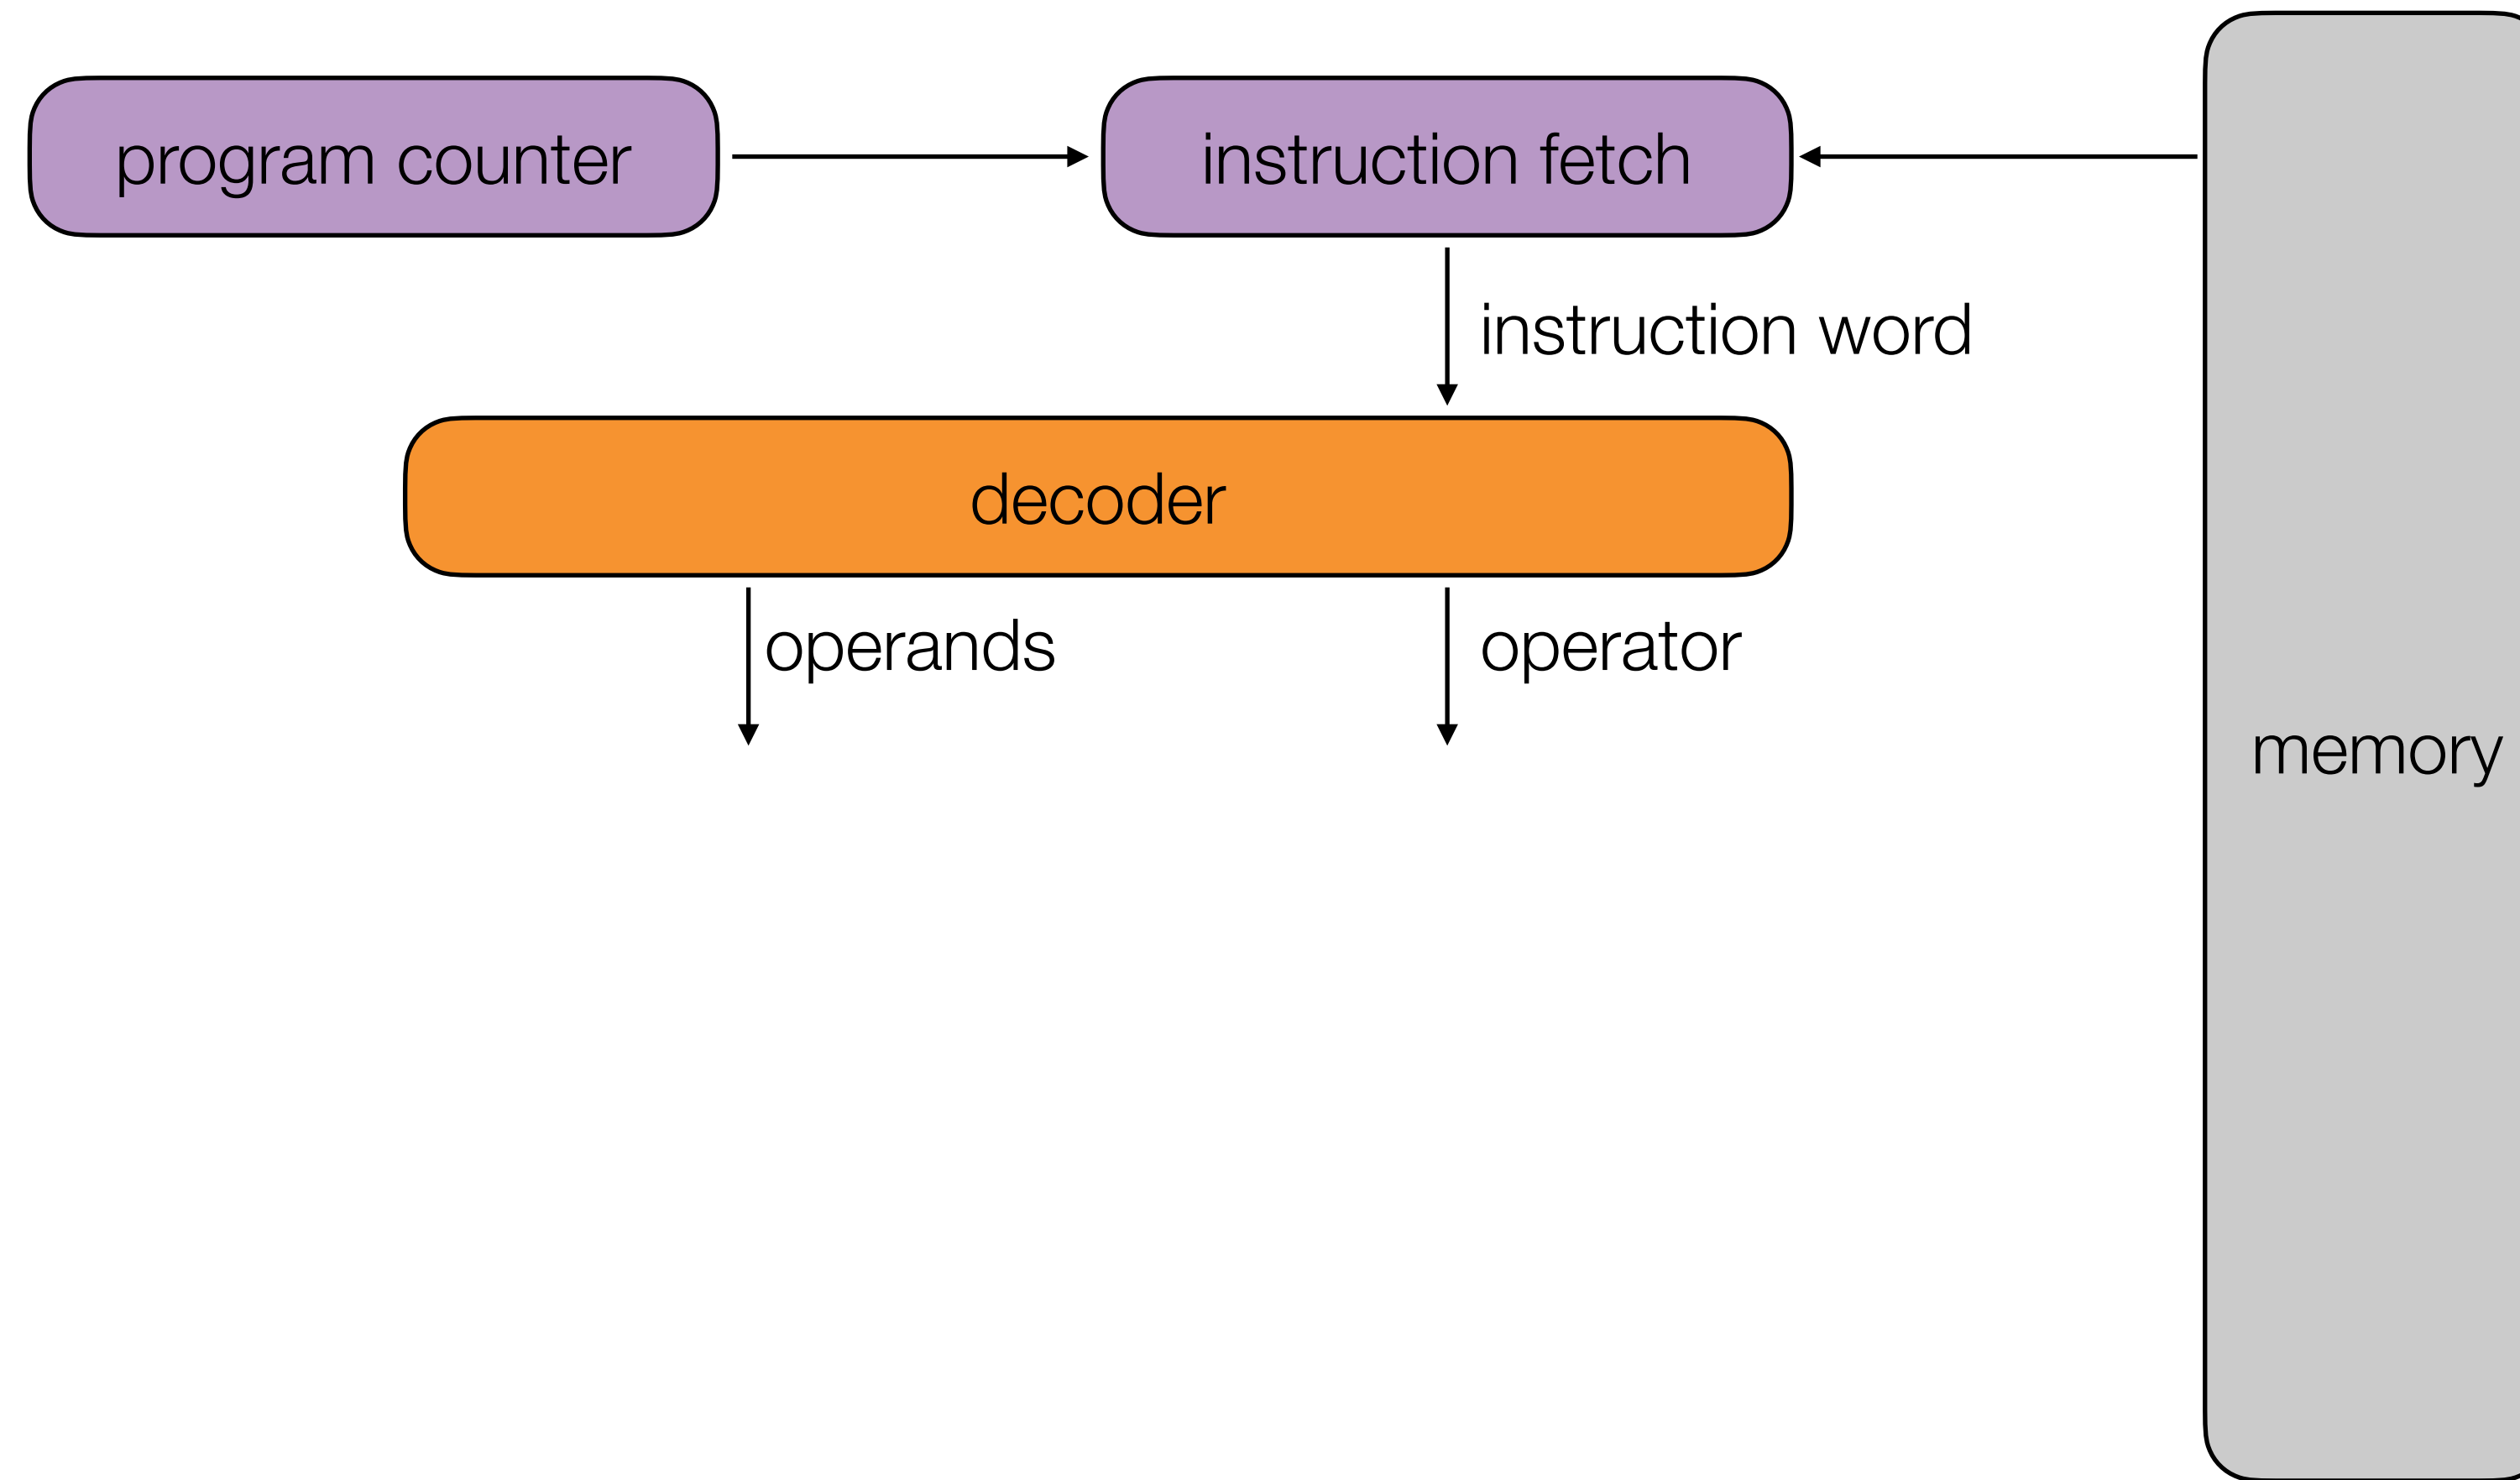 program counter
instruction fetch
instruction word
decoder
operands
operator
memory